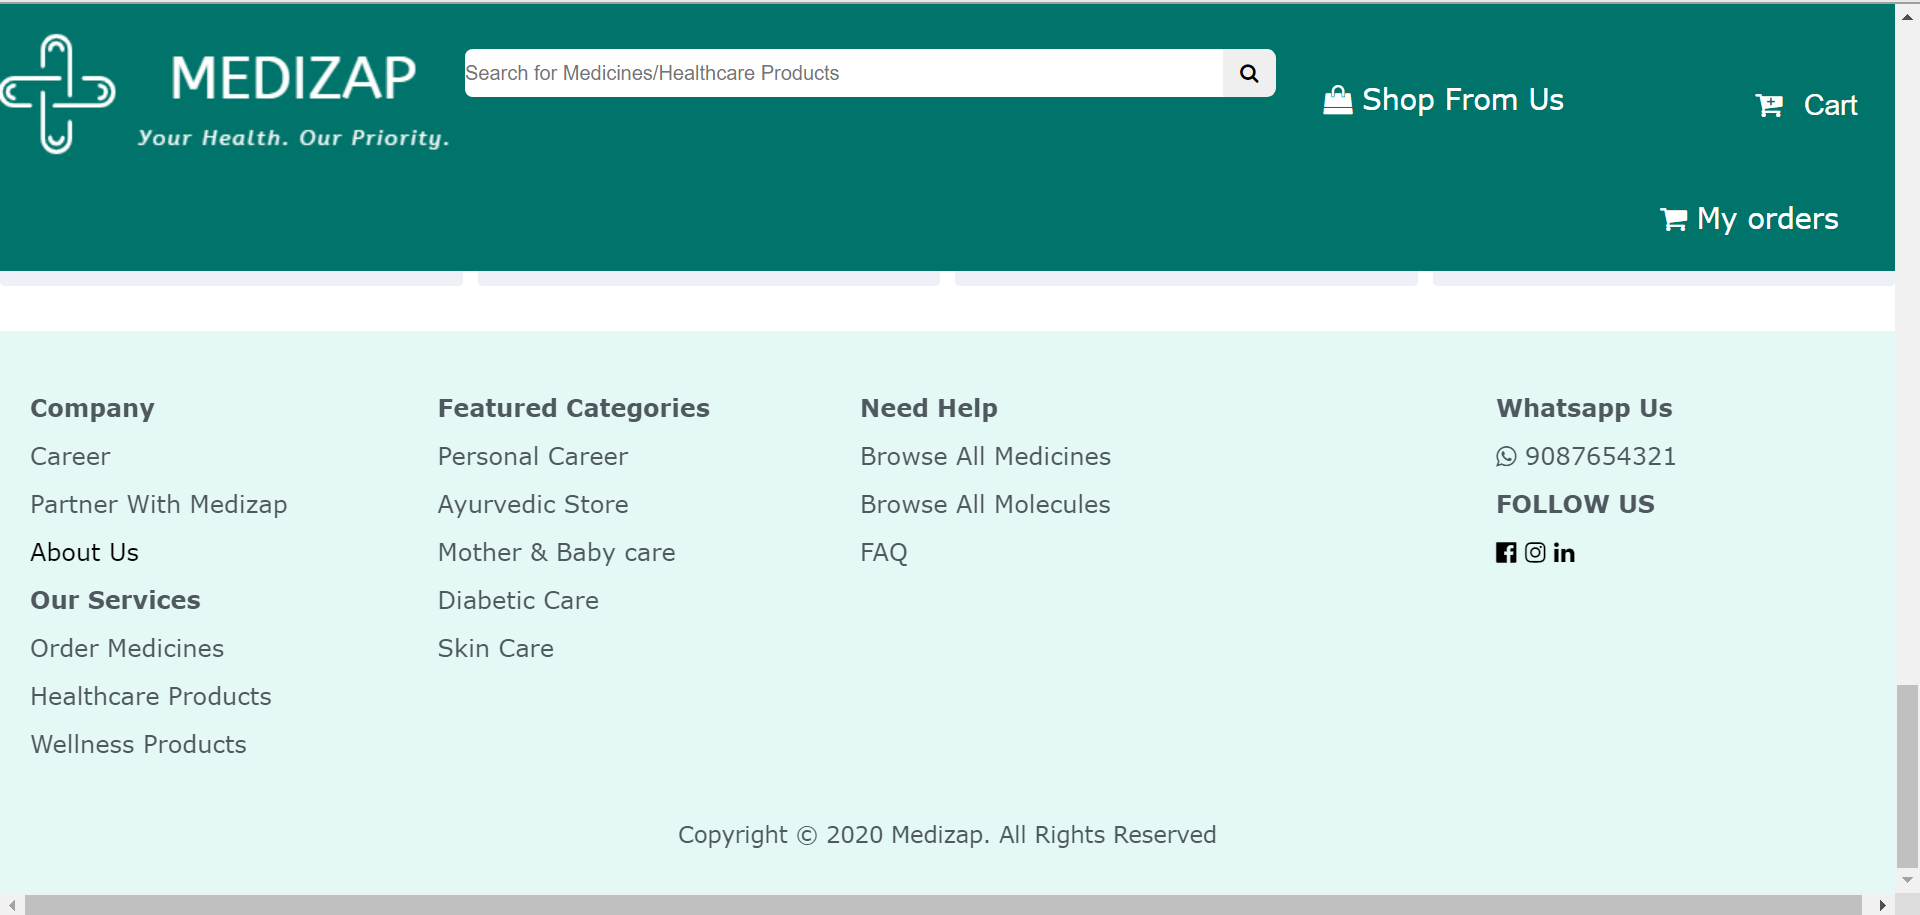 MEDIZAP
Your Health. Our Priority.
Search for Medicines/Healthcare Products
Shop From Us
Cart
My orders
Company
Career
Partner With Medizap
About Us
Our Services
Order Medicines
Healthcare Products
Wellness Products
Featured Categories
Personal Career
Ayurvedic Store
Mother & Baby care
Diabetic Care
Skin Care
Need Help
Browse All Medicines
Browse All Molecules
FAQ
Whatsapp Us
9087654321
FOLLOW US
Copyright © 2020 Medizap. All Rights Reserved